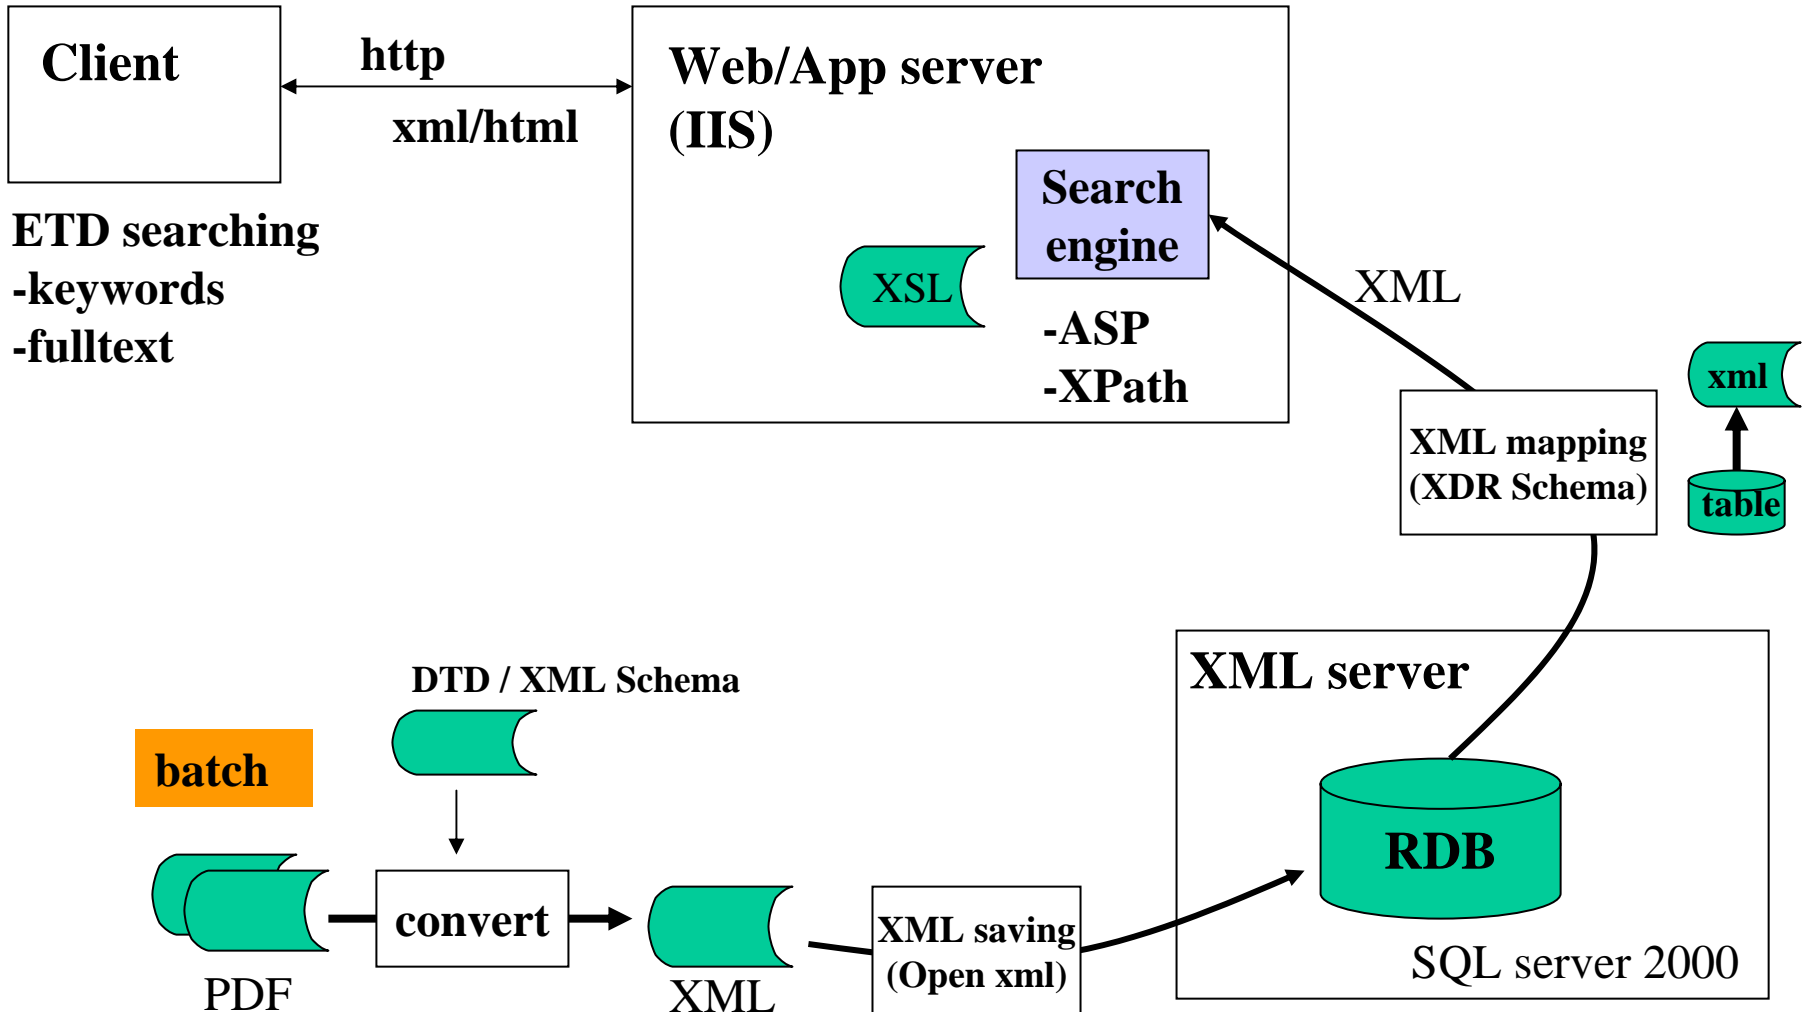 Client
http
xml/html
Web/App server
(IIS)
Search
engine
XSL
-ASP
-XPath
ETD searching
-keywords
-fulltext
XML
xml
table
XML mapping
(XDR Schema)
XML server
RDB
SQL server 2000
DTD / XML Schema
batch
convert
PDF
XML
XML saving
(Open xml)